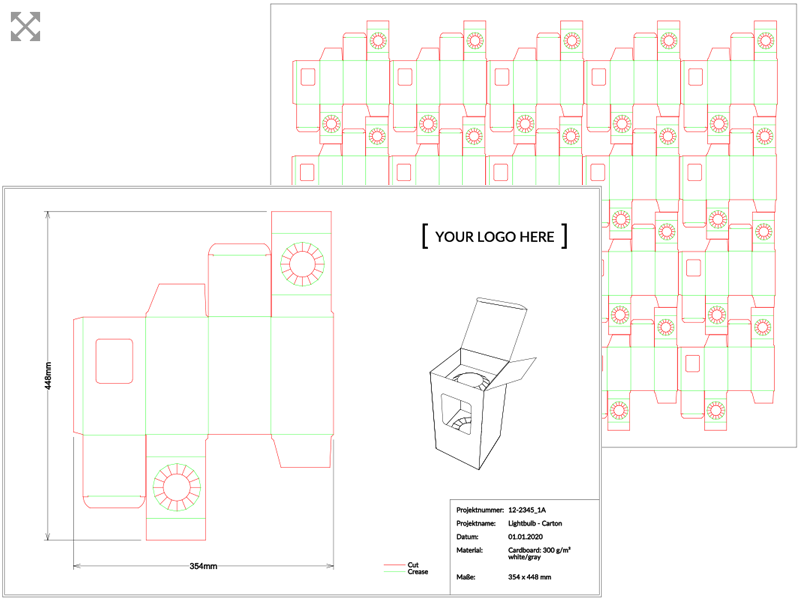 [ YOUR LOGO HERE ]
448mm
354mm
Cut
Crease
Projektnummer: 12-2345_1A
Projektname: Lightbulb - Carton
Datum: 01.01.2020
Material: Cardboard: 300 g/m²
white/gray
Maße: 354 x 448 mm